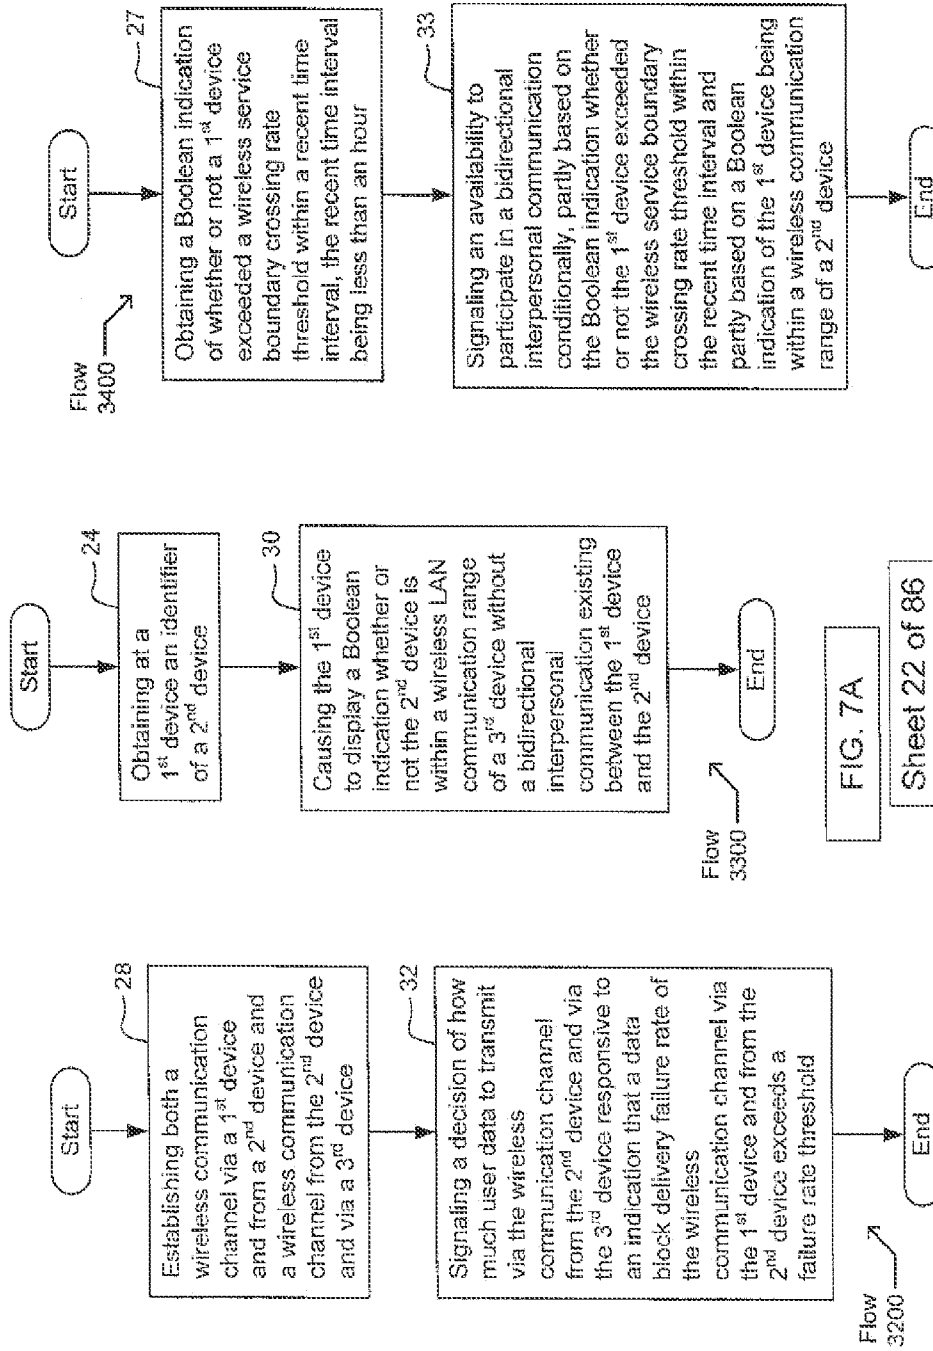 Start
28
Establishing both a
wireless communication
channel via a 1st device
and from a 2nd device and
a wireless communication
channel from the 2nd device
and via a 3rd device
32
Signaling a decision of how
much user data to transmit
via the wireless
communication channel
from the 2nd device and via
the 3rd device responsive to
an indication that a data
block delivery failure rate of
the wireless
communication channel via
the 1st device and from the
2nd device exceeds a
failure rate threshold
End
Flow
3200
Start
24
Obtaining at a
1st device an identifier
of a 2nd device
30
Causing the 1st device
to display a Boolean
indication whether or
not the 2nd device is
within a wireless LAN
communication range
of a 3rd device without
a bidirectional
interpersonal
communication existing
between the 1st device
and the 2nd device
End
Flow
3300
Start
Flow
3400
27
Obtaining a Boolean indication
of whether or not a 1st device
exceeded a wireless service
boundary crossing rate
threshold within a recent time
interval, the recent time interval
being less than an hour
33
Signaling an availability to
participate in a bidirectional
interpersonal communication
conditionally, partly based on
the Boolean indication whether
or not the 1st device exceeded
the wireless service boundary
crossing rate threshold within
the recent time interval and
partly based on a Boolean
indication of the 1st device being
within a wireless communication
range of a 2nd device
End
FIG. 7A
Sheet 22 of 86